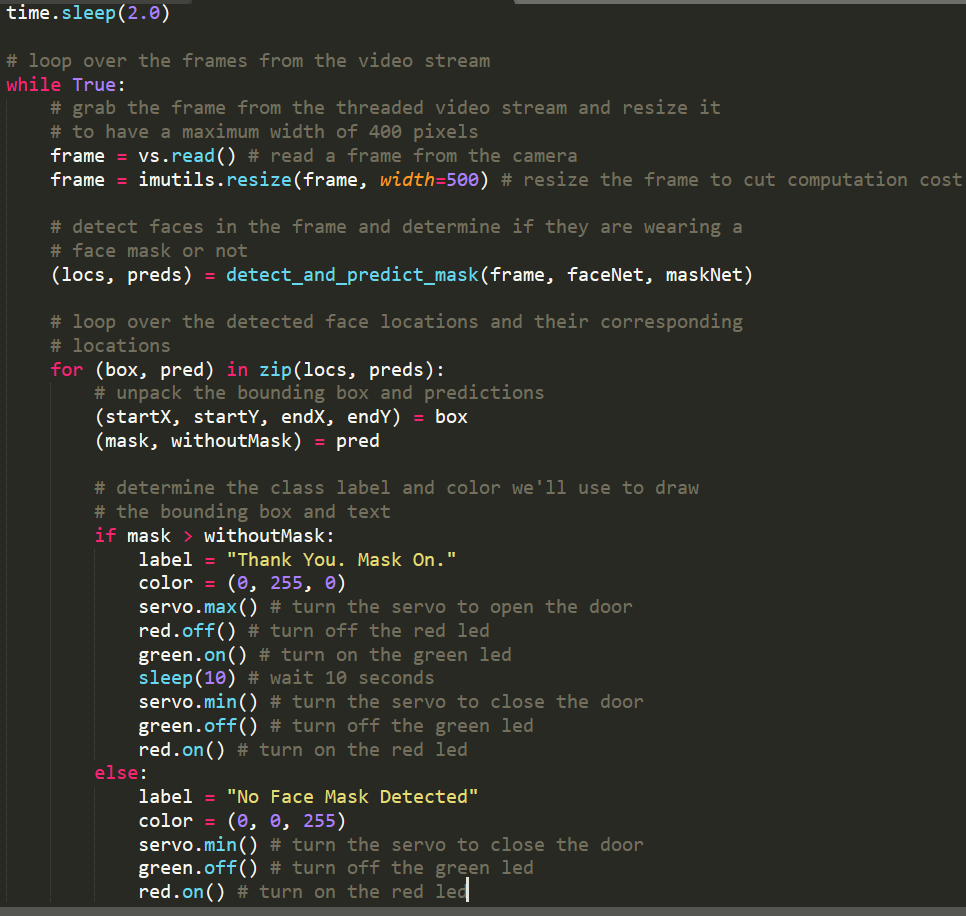 time.sleep(2.0)

# loop over the frames from the video stream
while True:
    # grab the frame from the threaded video stream and resize it
    # to have a maximum width of 400 pixels
    frame = vs.read() # read a frame from the camera
    frame = imutils.resize(frame, width=500) # resize the frame to cut computation cost

    # detect faces in the frame and determine if they are wearing a
    # face mask or not
    (locs, preds) = detect_and_predict_mask(frame, faceNet, maskNet)

    # loop over the detected face locations and their corresponding
    # locations
    for (box, pred) in zip(locs, preds):
        # unpack the bounding box and predictions
        (startX, startY, endX, endY) = box
        (mask, withoutMask) = pred

        # determine the class label and color we'll use to draw
        # the bounding box and text
        if mask > withoutMask:
            label = "Thank You. Mask On."
            color = (0, 255, 0)
            servo.max() # turn the servo to open the door
            red.off() # turn off the red led
            green.on() # turn on the green led
            sleep(10) # wait 10 seconds
            servo.min() # turn the servo to close the door
            green.off() # turn off the green led
            red.on() # turn on the red led
        else:
            label = "No Face Mask Detected"
            color = (0, 0, 255)
            servo.min() # turn the servo to close the door
            green.off() # turn off the green led
            red.on() # turn on the red led